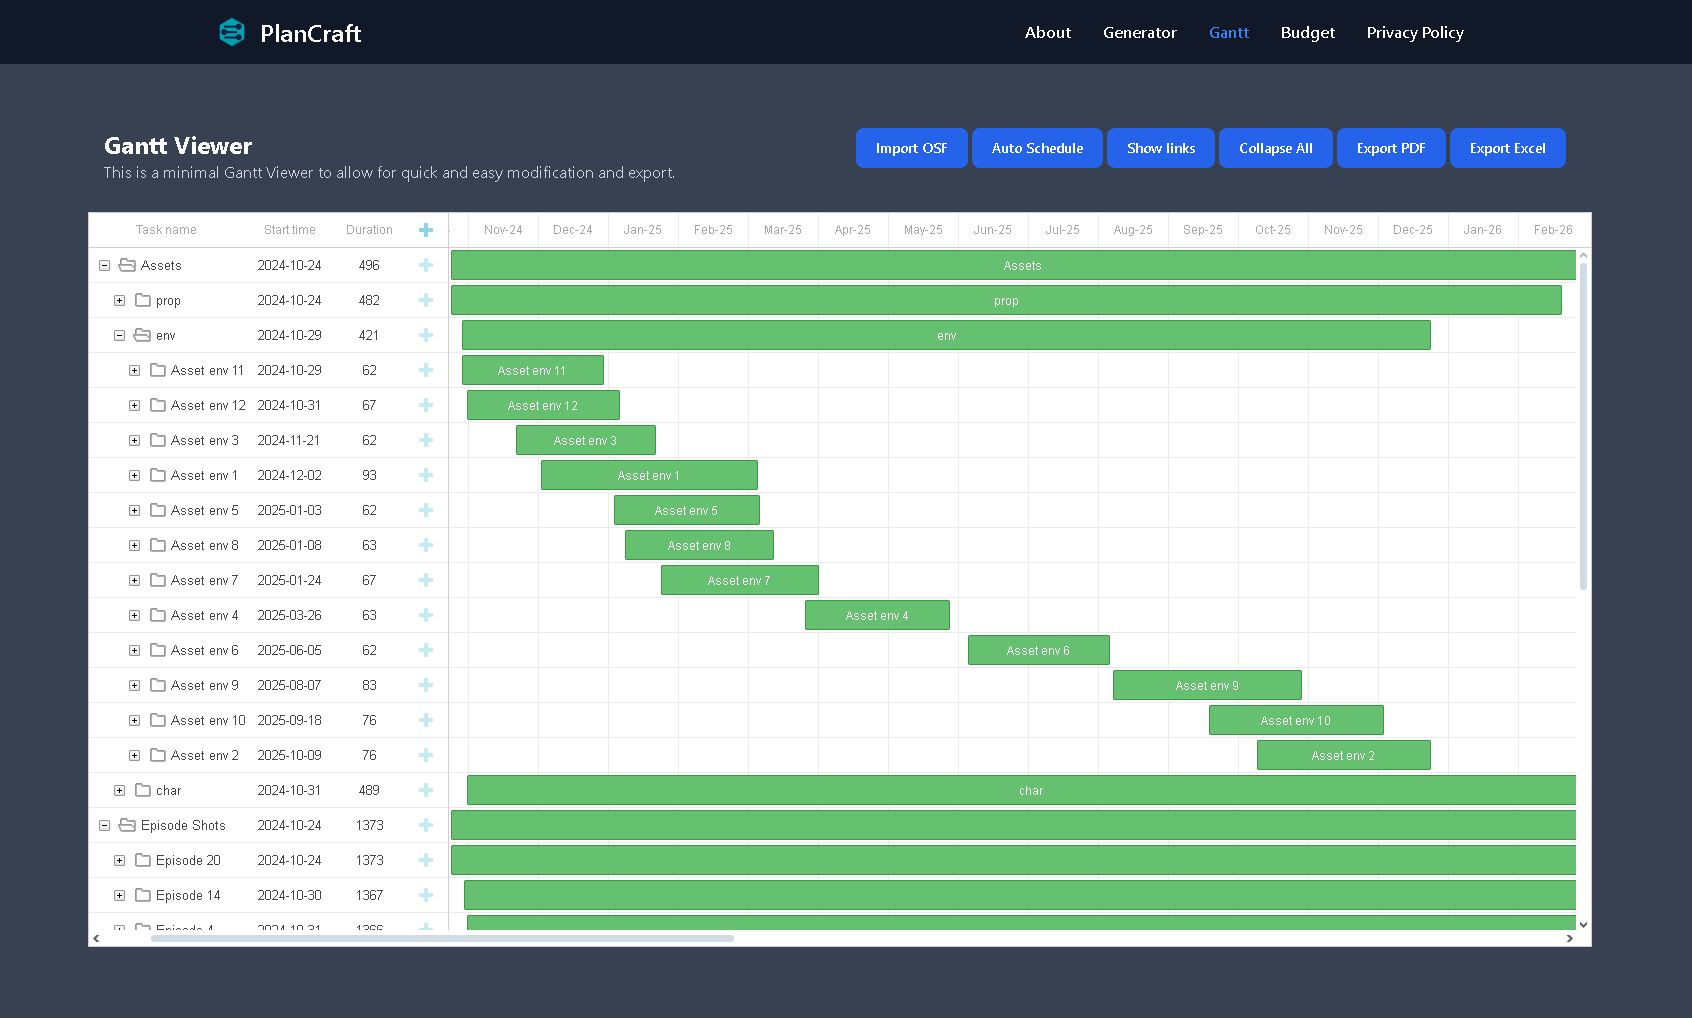 PlanCraft
About Generator Gantt Budget Privacy Policy
Gantt Viewer
This is a minimal Gantt Viewer to allow for quick and easy modification and export.
Import OSF Auto Schedule Show links Collapse All Export PDF Export Excel
Task name Start time Duration Nov-24 Dec-24 Jan-25 Feb-25 Mar-25 Apr-25 May-25 Jun-25 Jul-25 Aug-25 Sep-25 Oct-25 Nov-25 Dec-25 Jan-26 Feb-26
Assets 2024-10-24 496 Assets
prop 2024-10-24 482 prop
env 2024-10-29 421 env
Asset env 11 2024-10-29 62 Asset env 11
Asset env 12 2024-10-31 67 Asset env 12
Asset env 3 2024-11-21 62 Asset env 3
Asset env 1 2024-12-02 93 Asset env 1
Asset env 5 2025-01-03 62 Asset env 5
Asset env 8 2025-01-08 63 Asset env 8
Asset env 7 2025-01-24 67 Asset env 7
Asset env 4 2025-03-26 63 Asset env 4
Asset env 6 2025-06-05 62 Asset env 6
Asset env 9 2025-08-07 83 Asset env 9
Asset env 10 2025-09-18 76 Asset env 10
Asset env 2 2025-10-09 76 Asset env 2
char 2024-10-31 489 char
Episode Shots 2024-10-24 1373
Episode 20 2024-10-24 1373
Episode 14 2024-10-30 1367
Episode 4 2024-10-31 1366